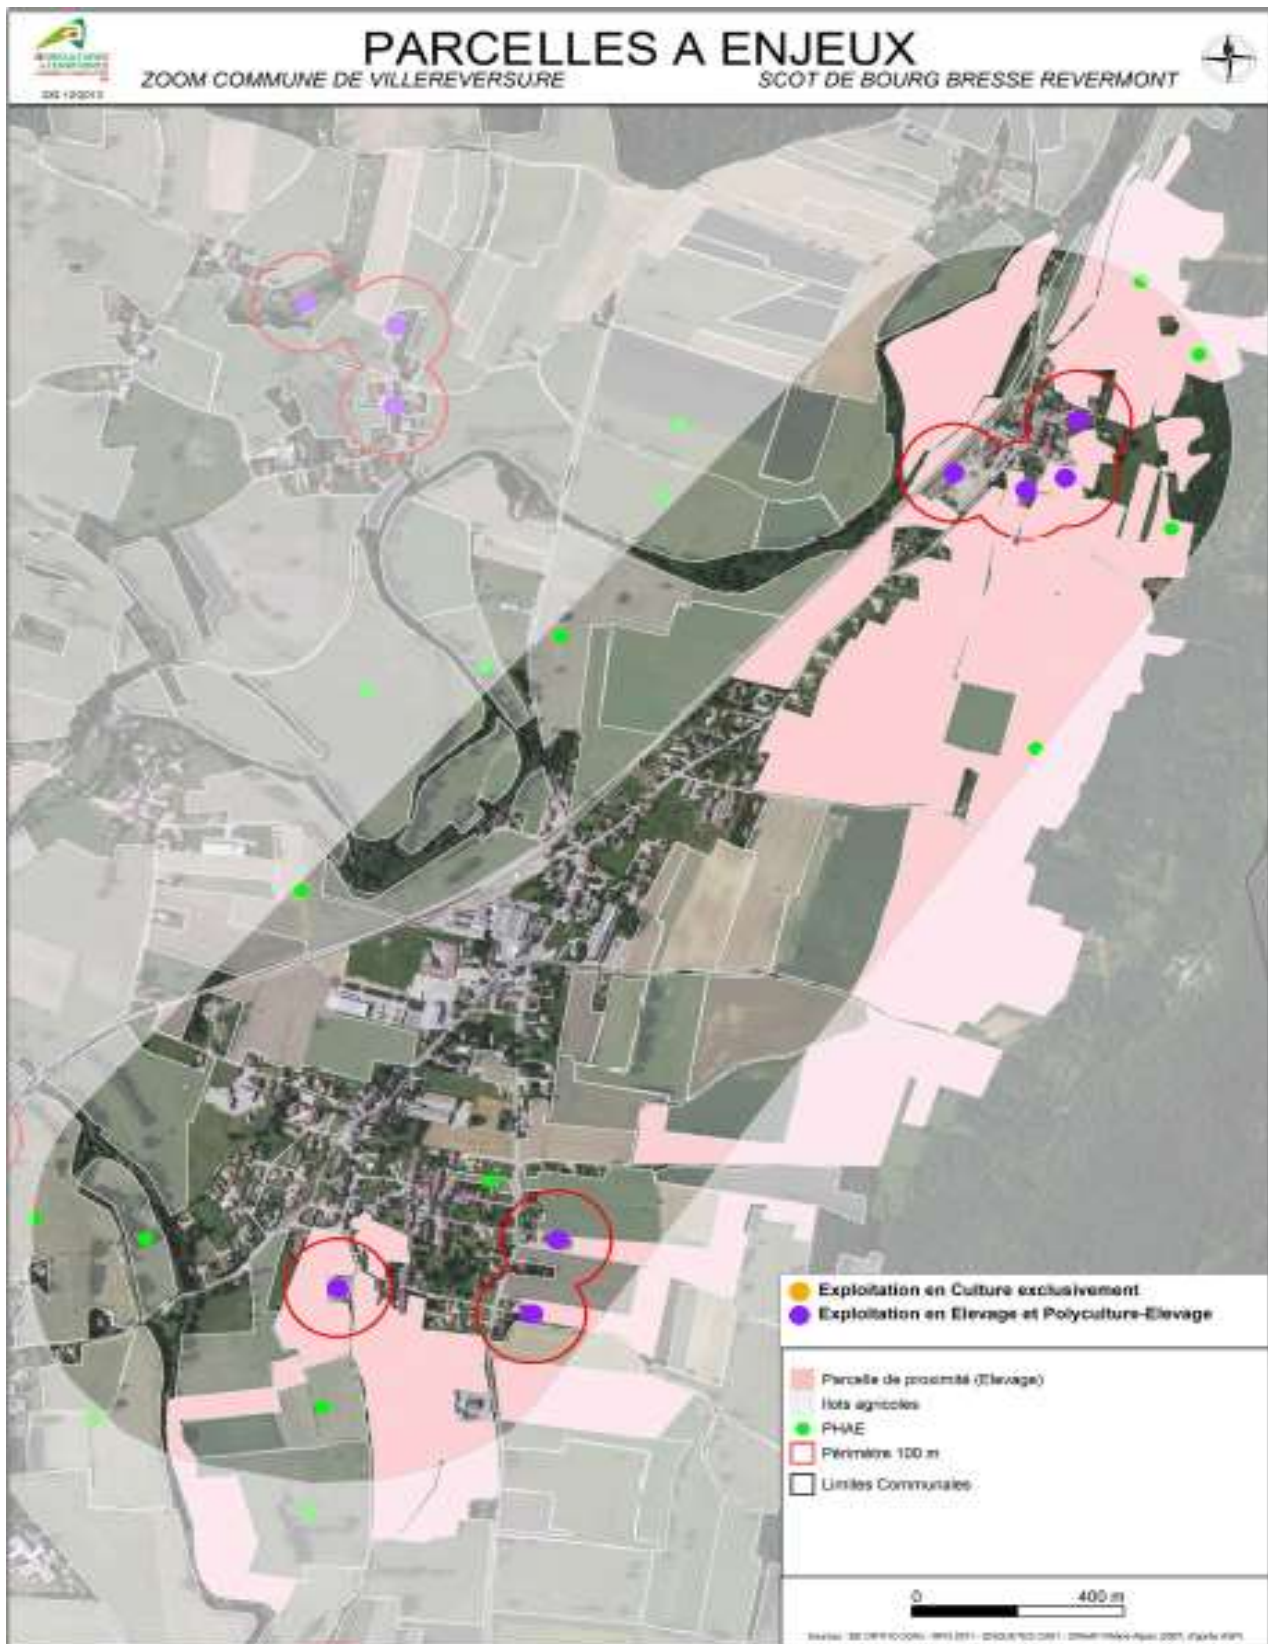 PARCELLES A ENJEUX
ZOOM COMMUNE DE VILLEREVERSURE
SCOT DE BOURG BRESSE REVERMONT
Exploitation en Culture exclusivement
Exploitation en Elevage et Polyculture-Elevage
Parcelle de proximité (Elevage)
Ilots agricoles
PHAE
Périmètre 100 m
Limites Communales
0 400 m